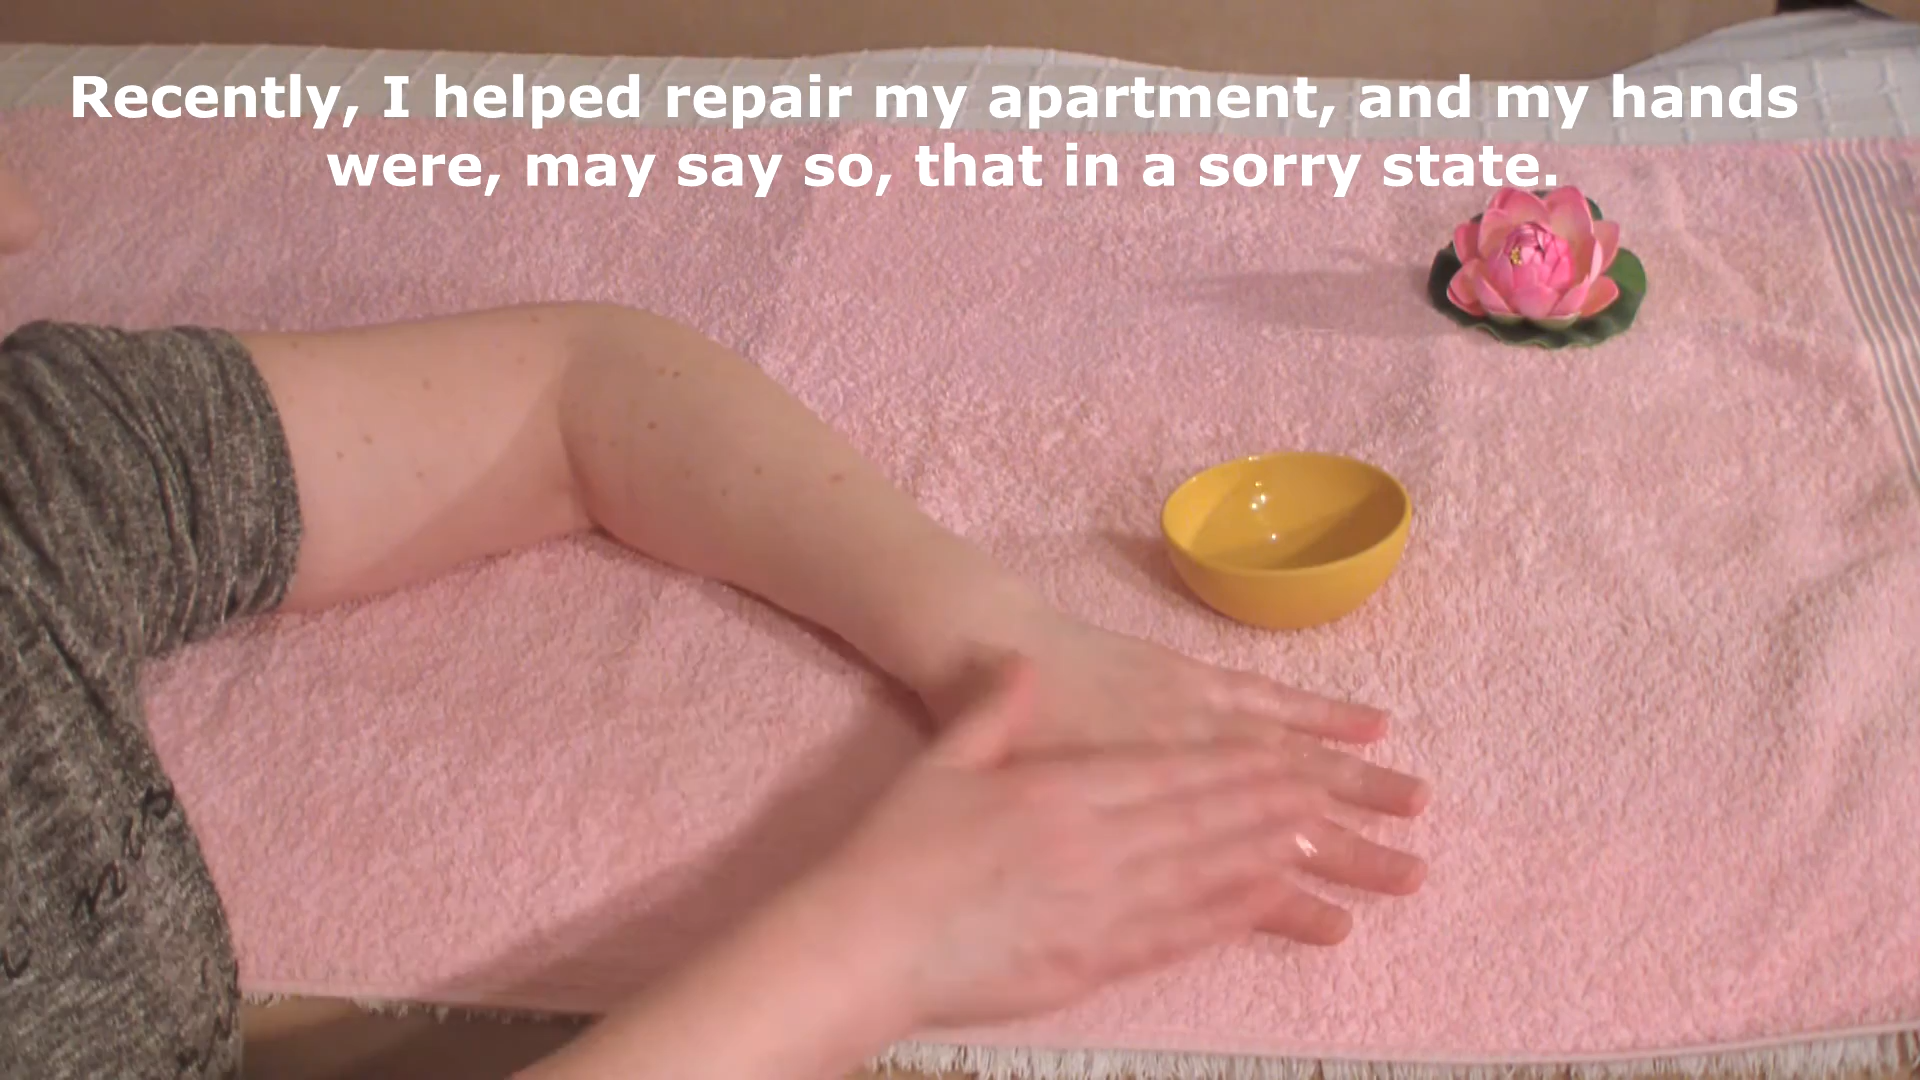 Recently, I helped repair my apartment, and my hands
were, may say so, that in a sorry state.